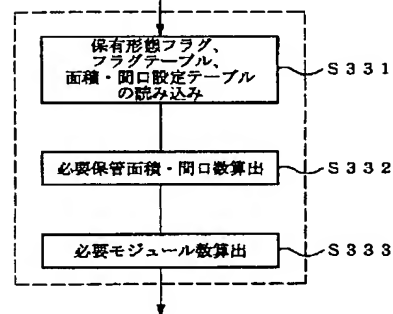 保有形態フラグ、
フラグテーブル、
面積・間口設定テーブル
の読み込み
S331
必要保管面積・間口数算出
S332
必要モジュール数算出
S333